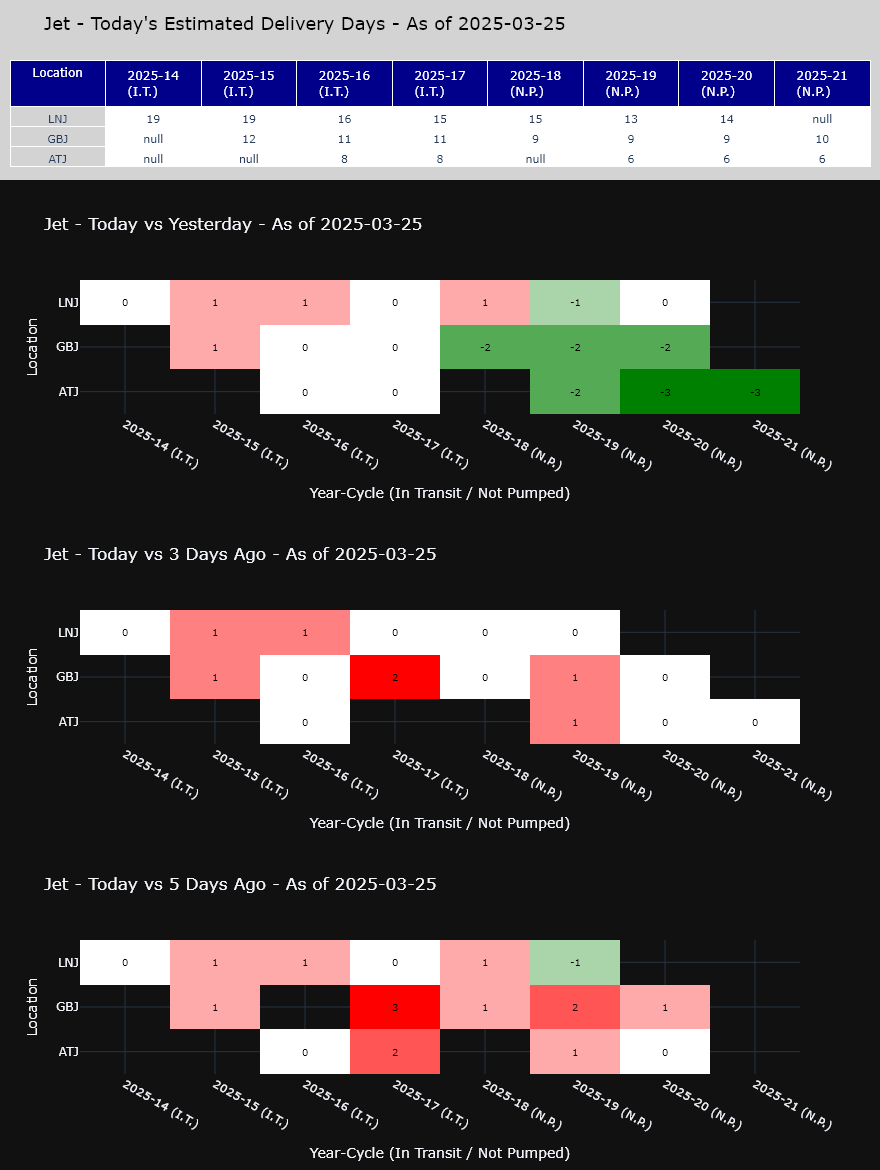 Jet - Today's Estimated Delivery Days - As of 2025-03-25
Location 2025-14 (I.T.) 2025-15 (I.T.) 2025-16 (I.T.) 2025-17 (I.T.) 2025-18 (N.P.) 2025-19 (N.P.) 2025-20 (N.P.) 2025-21 (N.P.)
LNJ 19 19 16 15 15 13 14 null
GBJ null 12 11 11 9 9 9 10
ATJ null null 8 8 null 6 6 6
Jet - Today vs Yesterday - As of 2025-03-25
Location
LNJ 0 1 1 0 1 -1 0
GBJ 1 0 0 -2 -2 -2
ATJ 0 0 -2 -3 -3
2025-14 (I.T.) 2025-15 (I.T.) 2025-16 (I.T.) 2025-17 (I.T.) 2025-18 (N.P.) 2025-19 (N.P.) 2025-20 (N.P.) 2025-21 (N.P.)
Year-Cycle (In Transit / Not Pumped)
Jet - Today vs 3 Days Ago - As of 2025-03-25
Location
LNJ 0 1 1 0 0 0
GBJ 1 0 2 0 1 0
ATJ 0 1 0 0
2025-14 (I.T.) 2025-15 (I.T.) 2025-16 (I.T.) 2025-17 (I.T.) 2025-18 (N.P.) 2025-19 (N.P.) 2025-20 (N.P.) 2025-21 (N.P.)
Year-Cycle (In Transit / Not Pumped)
Jet - Today vs 5 Days Ago - As of 2025-03-25
Location
LNJ 0 1 1 0 1 -1
GBJ 1 3 1 2 1
ATJ 0 2 1 0
2025-14 (I.T.) 2025-15 (I.T.) 2025-16 (I.T.) 2025-17 (I.T.) 2025-18 (N.P.) 2025-19 (N.P.) 2025-20 (N.P.) 2025-21 (N.P.)
Year-Cycle (In Transit / Not Pumped)